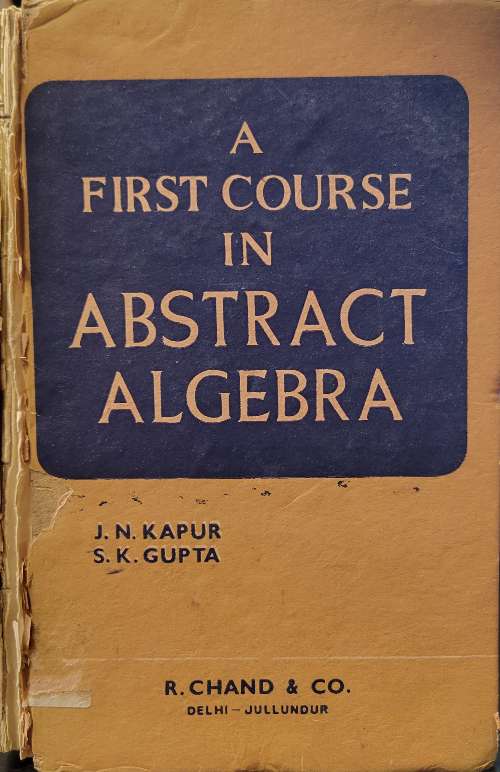 A
FIRST COURSE
IN
ABSTRACT
ALGEBRA
J. N. KAPUR
S. K. GUPTA
R. CHAND & CO.
DELHI – JULLUNDUR